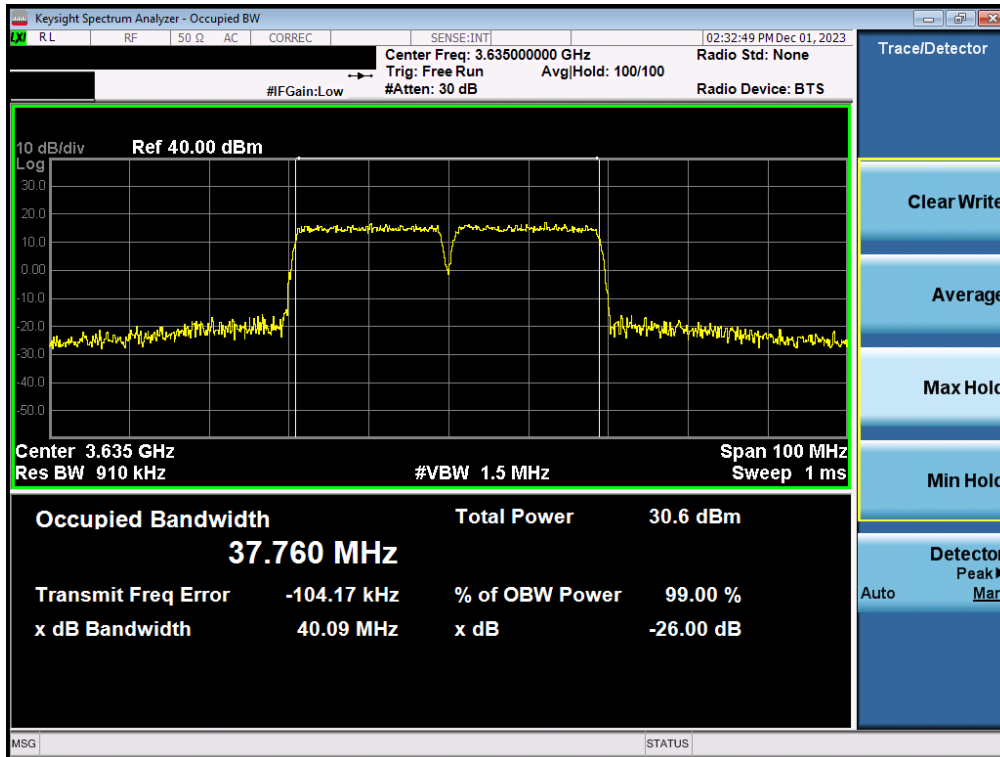 Keysight Spectrum Analyzer - Occupied BW
LXI RL RF 50 Ω AC CORREC SENSE:INT 02:32:49 PM Dec 01, 2023
Center Freq: 3.635000000 GHz Radio Std: None
Trig: Free Run Avg|Hold: 100/100
#IFGain:Low #Atten: 30 dB Radio Device: BTS
Trace/Detector
10 dB/div Ref 40.00 dBm
Log
30.0
20.0
10.0
0.00
-10.0
-20.0
-30.0
-40.0
-50.0
Center 3.635 GHz Span 100 MHz
Res BW 910 kHz #VBW 1.5 MHz Sweep 1 ms
Occupied Bandwidth Total Power 30.6 dBm
37.760 MHz
Transmit Freq Error -104.17 kHz % of OBW Power 99.00 %
x dB Bandwidth 40.09 MHz x dB -26.00 dB
Clear Write
Average
Max Hold
Min Hold
Detector
Peak
Auto Man
MSG STATUS